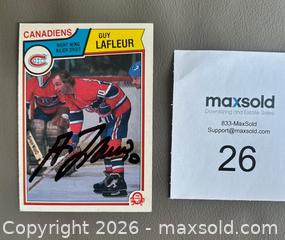 CANADIENS
RIGHT WING
AILIER DROIT
GUY
LAFLEUR
maxsold
Downsizing and Estate Sales
833-MaxSold
Support@maxsold.com
26
Copyright 2026 - maxsold.com